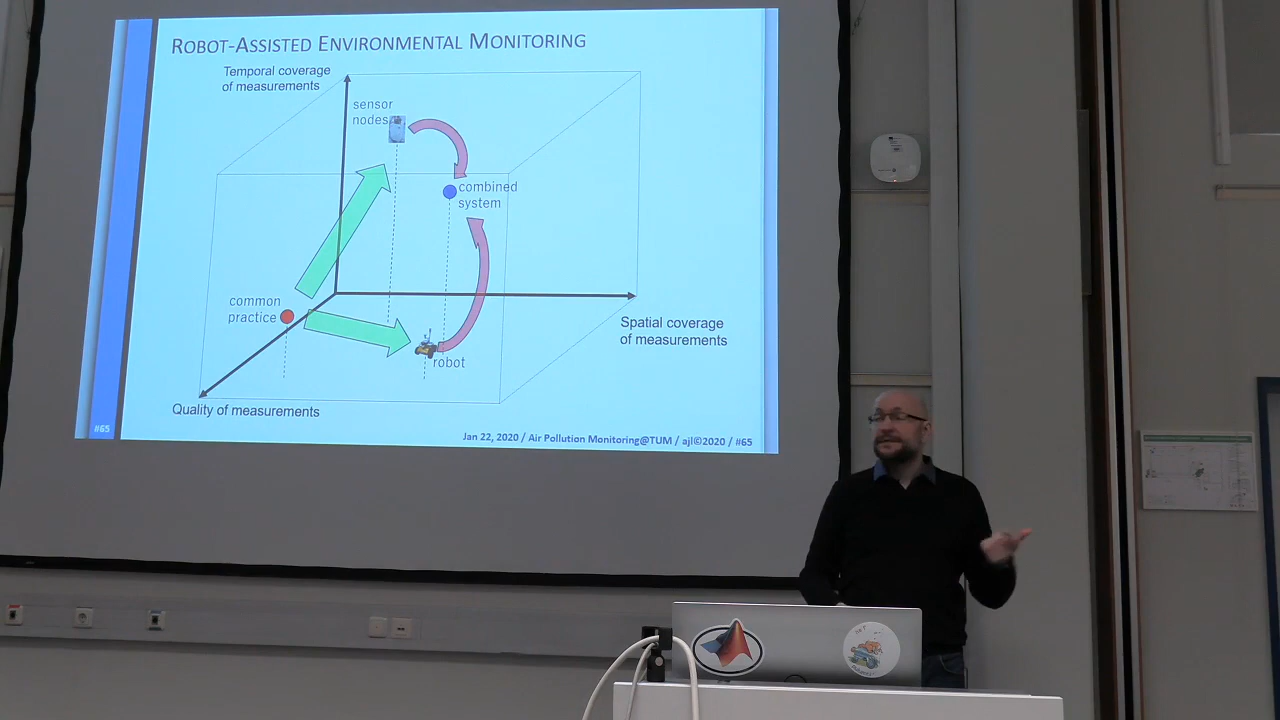 ROBOT-ASSISTED ENVIRONMENTAL MONITORING
Temporal coverage
of measurements
sensor
nodes
combined
system
common
practice
robot
Spatial coverage
of measurements
Quality of measurements
#65
Jan 22, 2020 / Air Pollution Monitoring@TUM / ajl©2020 / #65